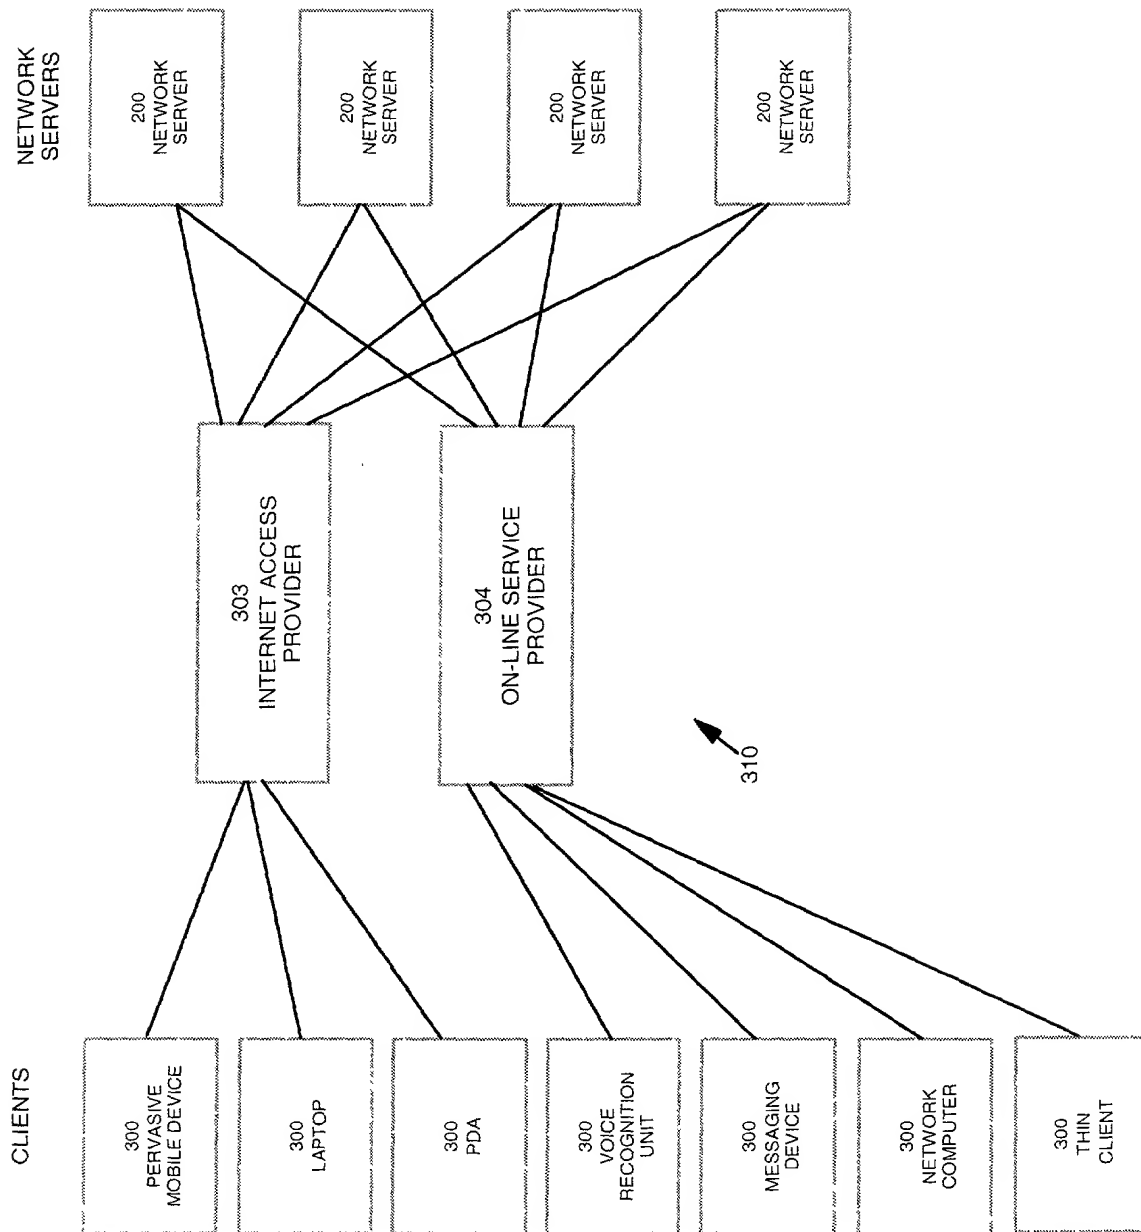 CLIENTS
300
PERVASIVE
MOBILE DEVICE
300
LAPTOP
300
PDA
300
VOICE
RECOGNITION
UNIT
300
MESSAGING
DEVICE
300
NETWORK
COMPUTER
300
THIN
CLIENT
303
INTERNET ACCESS
PROVIDER
304
ON-LINE SERVICE
PROVIDER
310
NETWORK
SERVERS
200
NETWORK
SERVER
200
NETWORK
SERVER
200
NETWORK
SERVER
200
NETWORK
SERVER